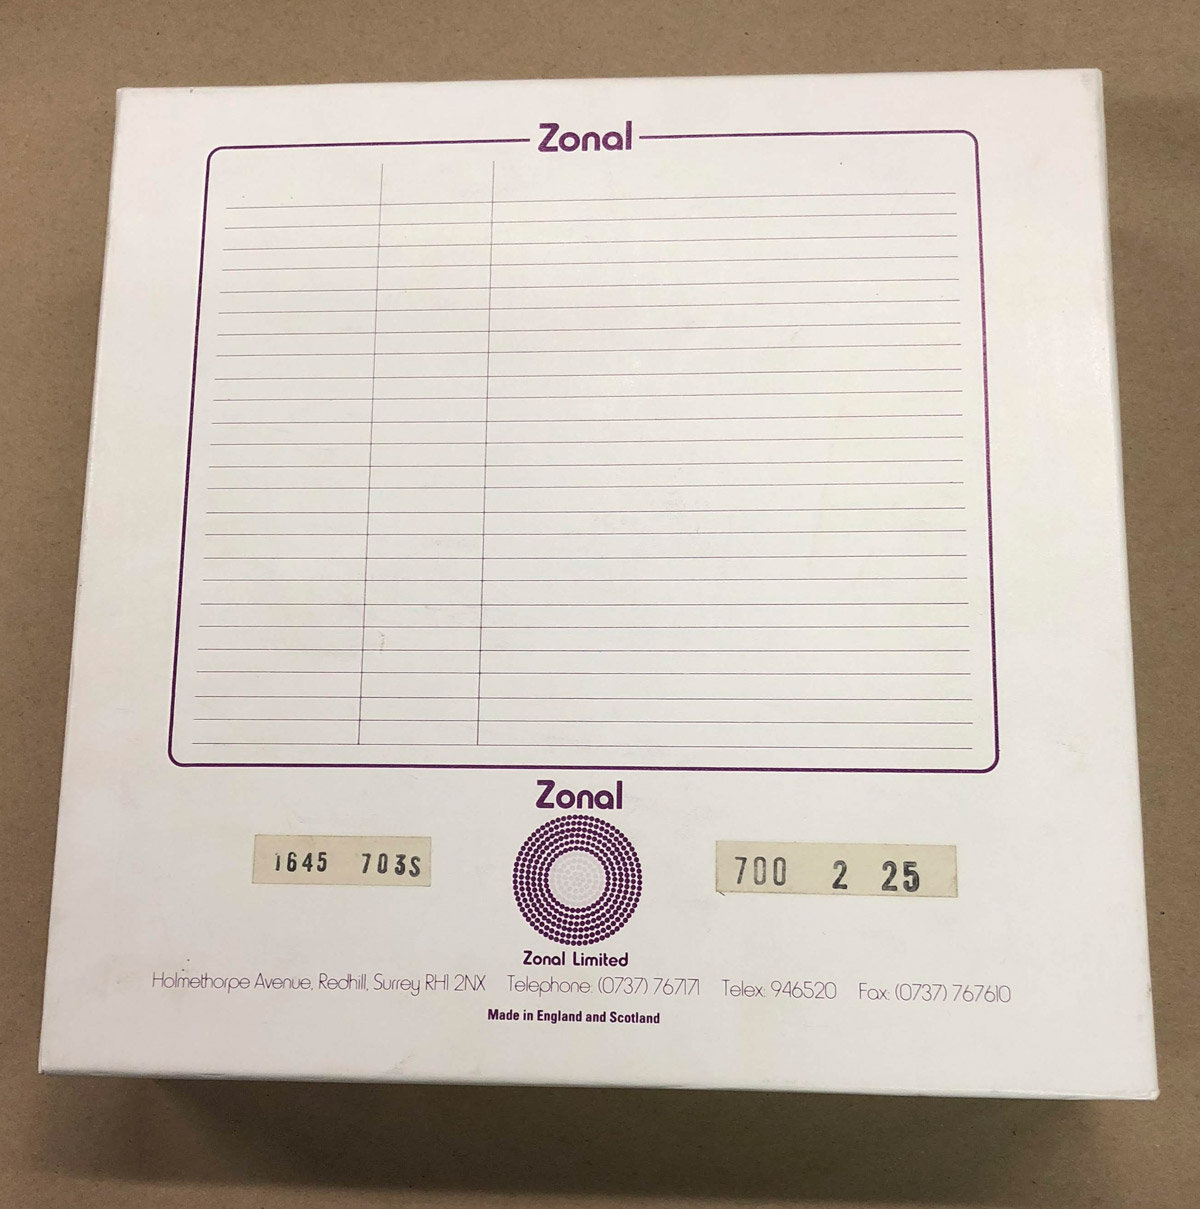 Zonal
Zonal
1645 703S
700 2 25
Zonal Limited
Holmethorpe Avenue, Redhill, Surrey RH1 2NX Telephone: (0737) 767171 Telex: 946520 Fax: (0737) 767610
Made in England and Scotland